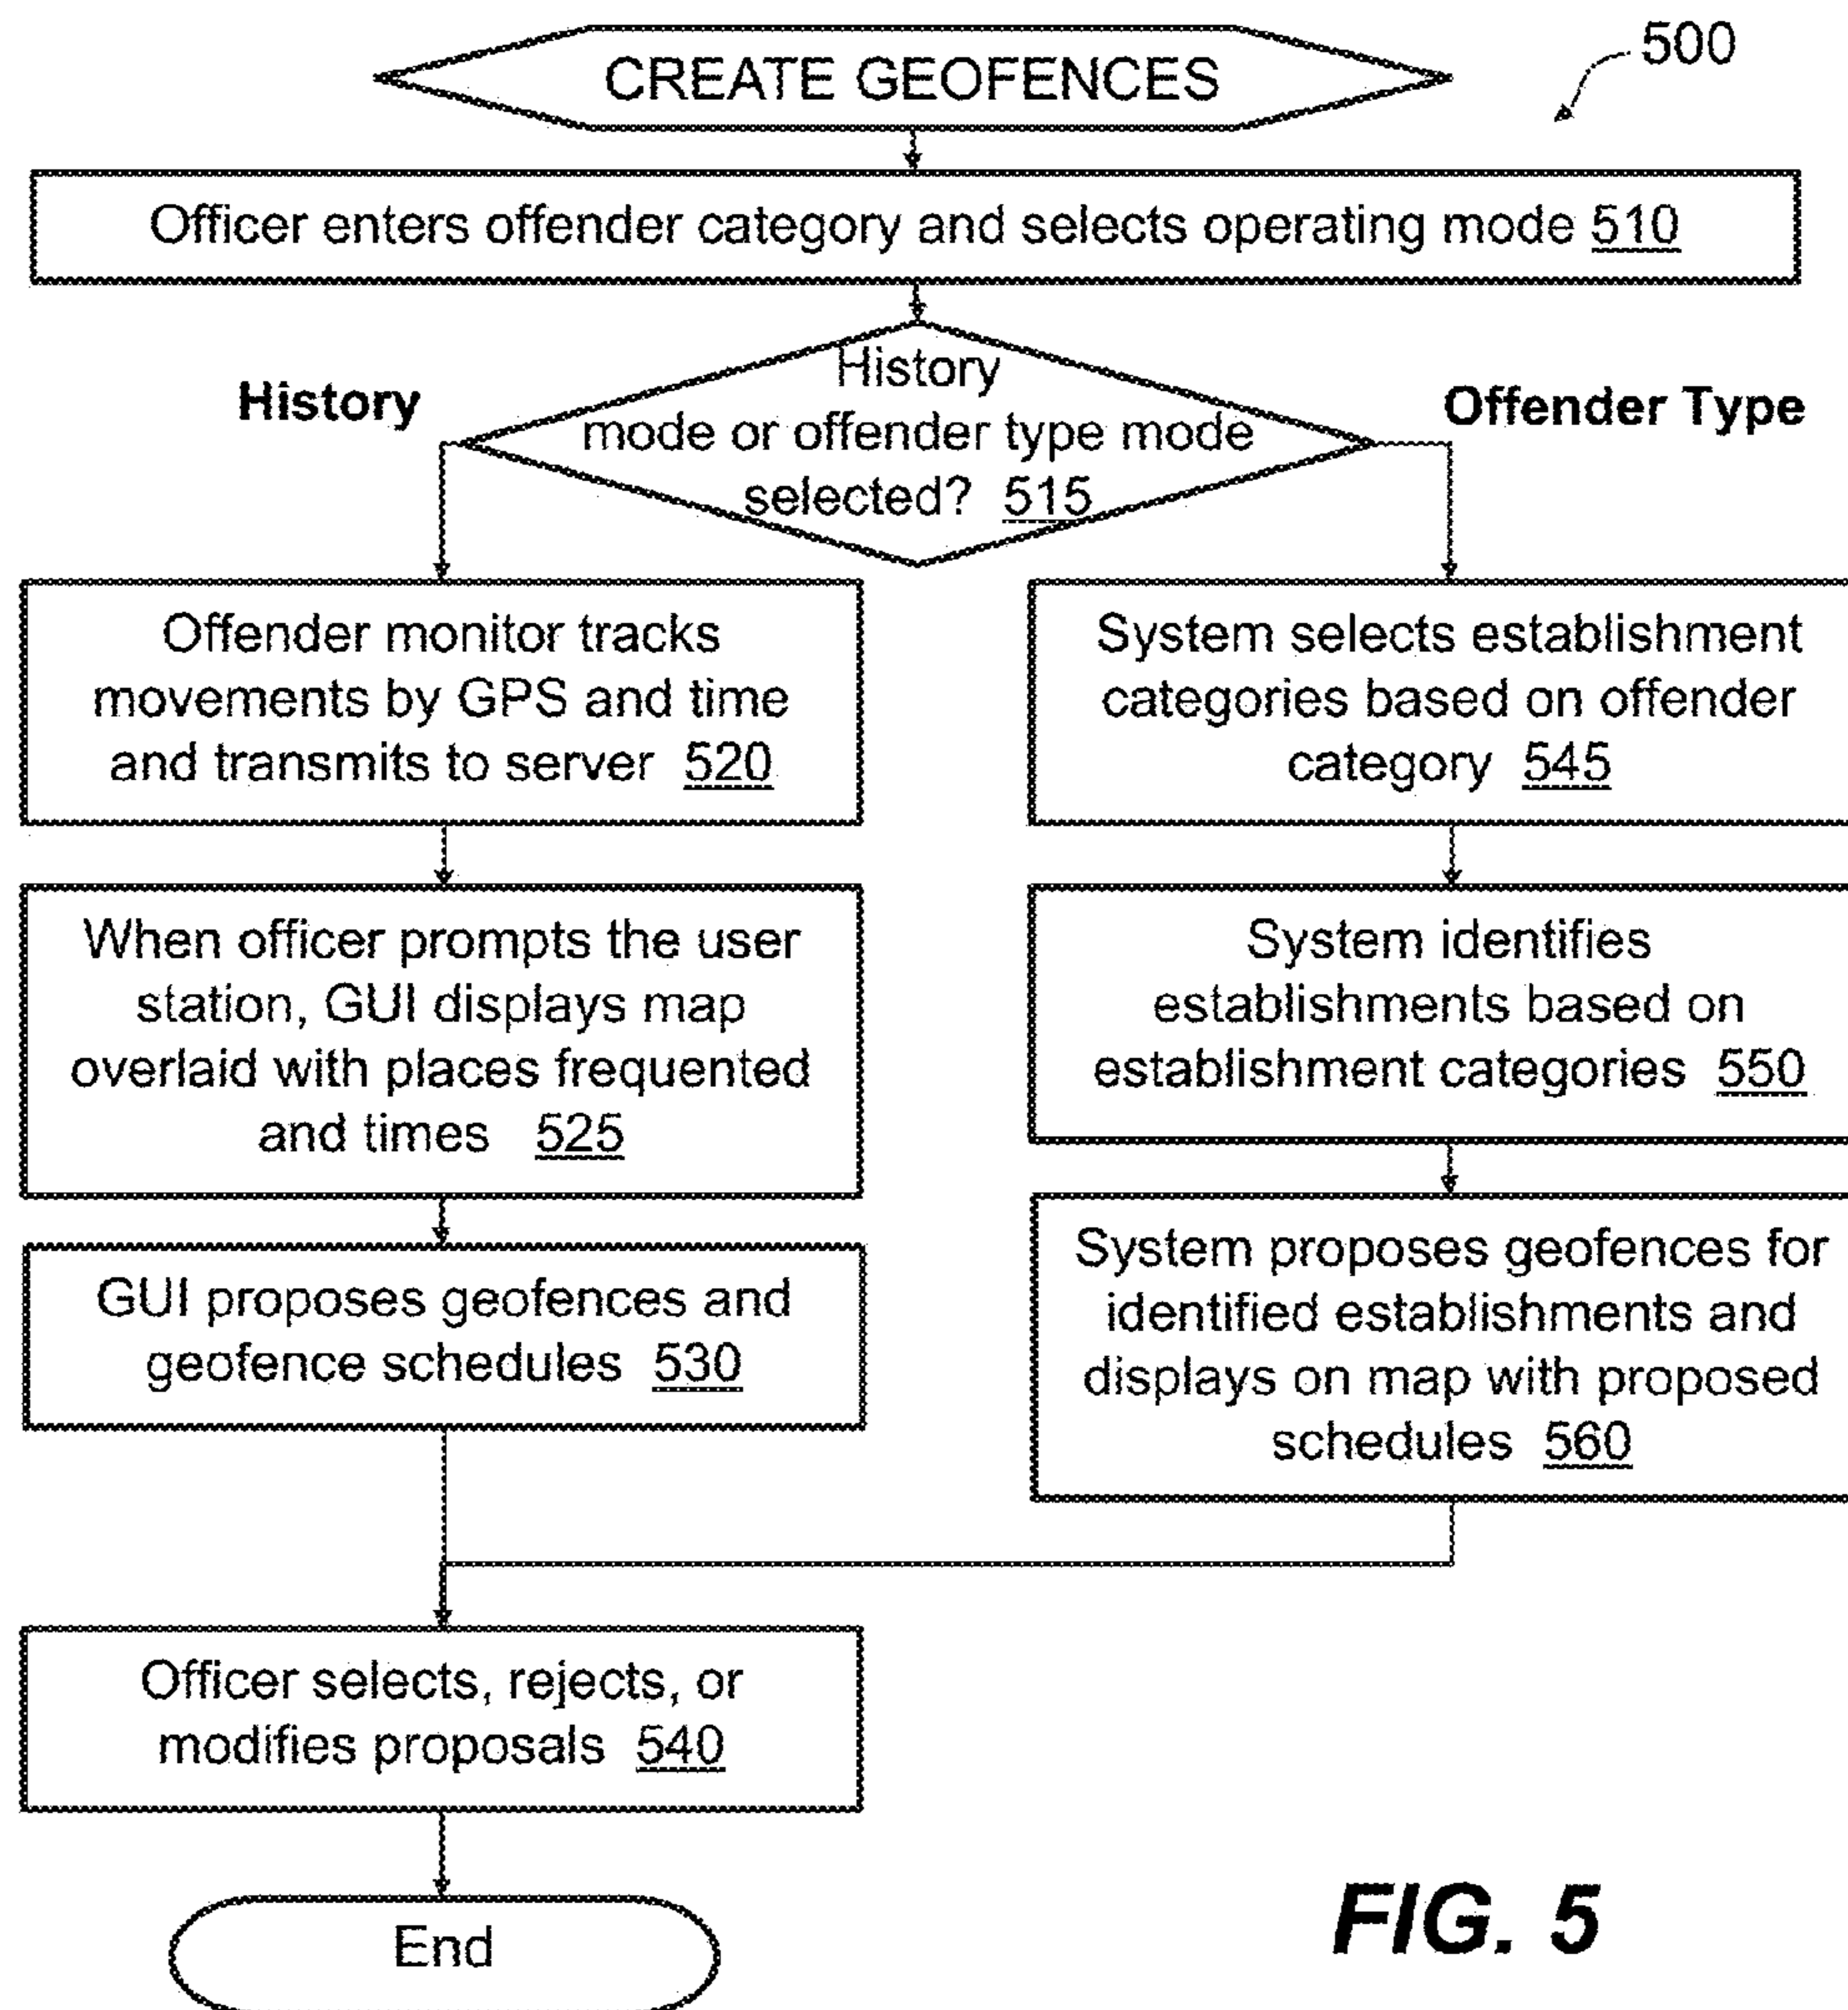 CREATE GEOFENCES
500
Officer enters offender category and selects operating mode 510
History
mode or offender type mode
selected? 515
History
Offender Type
Offender monitor tracks
movements by GPS and time
and transmits to server 520
When officer prompts the user
station, GUI displays map
overlaid with places frequented
and times 525
GUI proposes geofences and
geofence schedules 530
System selects establishment
categories based on offender
category 545
System identifies
establishments based on
establishment categories 550
System proposes geofences for
identified establishments and
displays on map with proposed
schedules 560
Officer selects, rejects, or
modifies proposals 540
End
FIG. 5